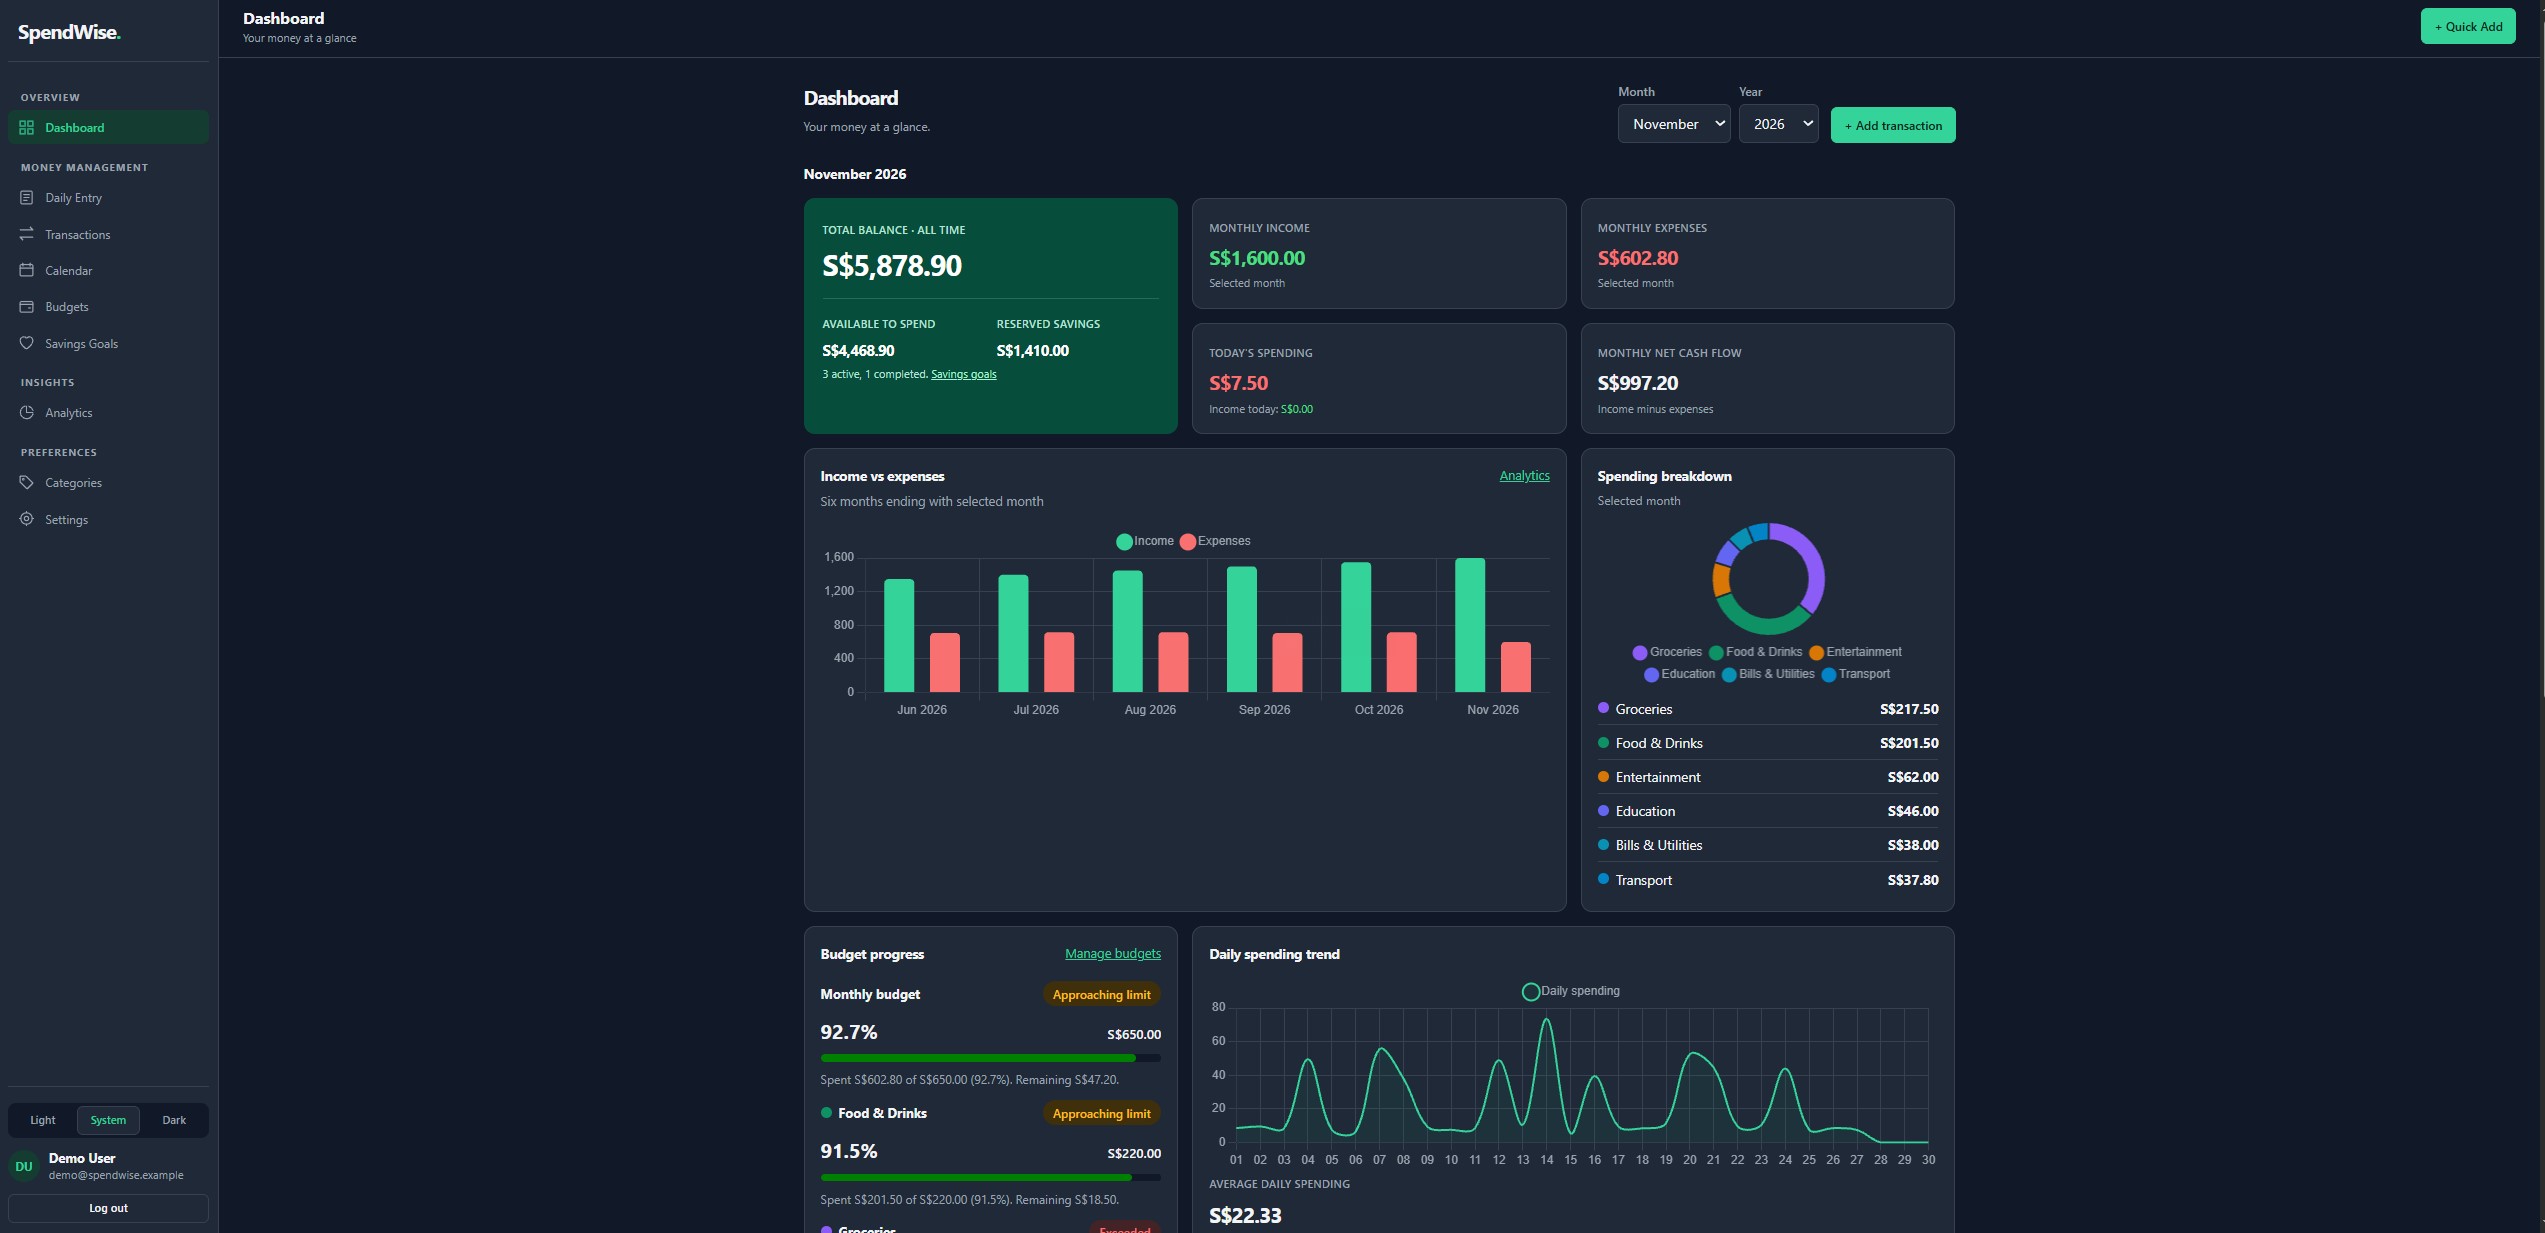 SpendWise.
OVERVIEW
Dashboard
MONEY MANAGEMENT
Daily Entry
Transactions
Calendar
Budgets
Savings Goals
INSIGHTS
Analytics
PREFERENCES
Categories
Settings
Light System Dark
DU
Demo User
demo@spendwise.example
Log out
Dashboard
Your money at a glance
+ Quick Add
Dashboard
Your money at a glance.
Month
November
Year
2026
+ Add transaction
November 2026
TOTAL BALANCE · ALL TIME
S$5,878.90
AVAILABLE TO SPEND
S$4,468.90
RESERVED SAVINGS
S$1,410.00
3 active, 1 completed. Savings goals
MONTHLY INCOME
S$1,600.00
Selected month
MONTHLY EXPENSES
S$602.80
Selected month
TODAY'S SPENDING
S$7.50
Income today: S$0.00
MONTHLY NET CASH FLOW
S$997.20
Income minus expenses
Income vs expenses
Analytics
Six months ending with selected month
Income Expenses
1,600
1,200
800
400
0
Jun 2026 Jul 2026 Aug 2026 Sep 2026 Oct 2026 Nov 2026
Spending breakdown
Selected month
Groceries Food & Drinks Entertainment
Education Bills & Utilities Transport
Groceries S$217.50
Food & Drinks S$201.50
Entertainment S$62.00
Education S$46.00
Bills & Utilities S$38.00
Transport S$37.80
Budget progress
Manage budgets
Monthly budget Approaching limit
92.7% S$650.00
Spent S$602.80 of S$650.00 (92.7%). Remaining S$47.20.
Food & Drinks Approaching limit
91.5% S$220.00
Spent S$201.50 of S$220.00 (91.5%). Remaining S$18.50.
Groceries Exceeded
Daily spending trend
Daily spending
80
60
40
20
0
01 02 03 04 05 06 07 08 09 10 11 12 13 14 15 16 17 18 19 20 21 22 23 24 25 26 27 28 29 30
AVERAGE DAILY SPENDING
S$22.33